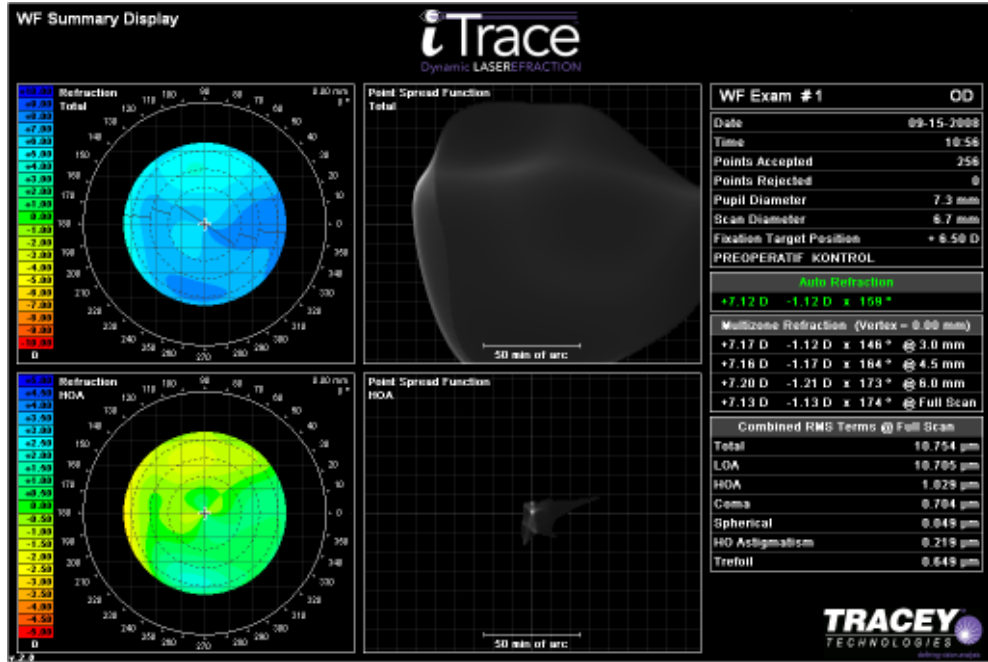 WF Summary Display
iTrace
Dynamic LASEREFRACTION
Refraction
Total
0.00 mm
Point Spread Function
Total
50 min of arc
Refraction
HOA
0.00 mm
Point Spread Function
HOA
50 min of arc
WF Exam #1 OD
Date 09-15-2008
Time 10:56
Points Accepted 256
Points Rejected 0
Pupil Diameter 7.3 mm
Scan Diameter 6.7 mm
Fixation Target Position + 6.50 D
PREOPERATIF KONTROL
Auto Refraction
+7.12 D -1.12 D x 159 °
Multizone Refraction (Vertex = 0.00 mm)
+7.17 D -1.12 D x 146 ° @ 3.0 mm
+7.16 D -1.17 D x 164 ° @ 4.5 mm
+7.20 D -1.21 D x 173 ° @ 6.0 mm
+7.13 D -1.13 D x 174 ° @ Full Scan
Combined RMS Terms @ Full Scan
Total 10.754 µm
LOA 10.705 µm
HOA 1.029 µm
Coma 0.704 µm
Spherical 0.049 µm
HO Astigmatism 0.219 µm
Trefoil 0.649 µm
TRACEY
TECHNOLOGIES